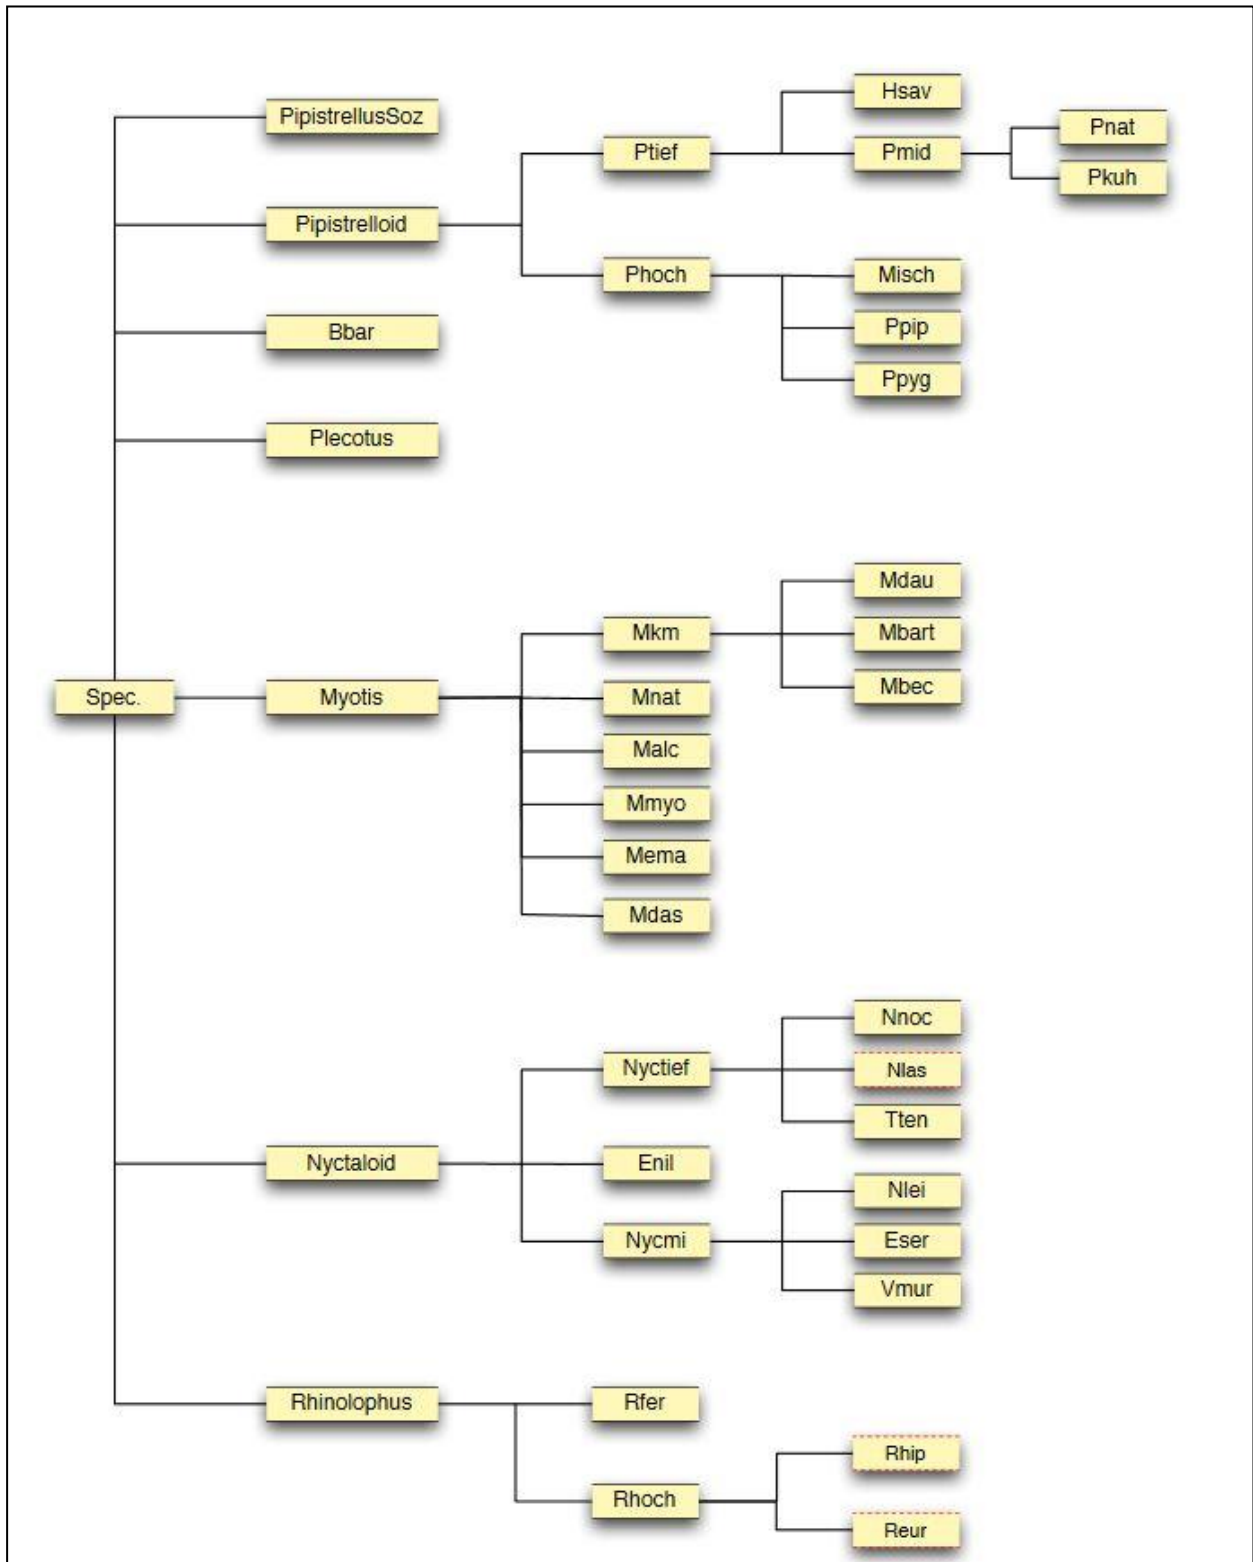 Hsav
PipistrellusSoz
Pnat
Ptief
Pmid
Pkuh
Pipistrelloid
Phoch
Misch
Bbar
Ppip
Ppyg
Plecotus
Mdau
Mkm
Mbart
Spec.
Myotis
Mnat
Mbec
Malc
Mmyo
Mema
Mdas
Nnoc
Nyctief
Nlas
Tten
Nyctaloid
Enil
Nlei
Nycmi
Eser
Vmur
Rhinolophus
Rfer
Rhip
Rhoch
Reur